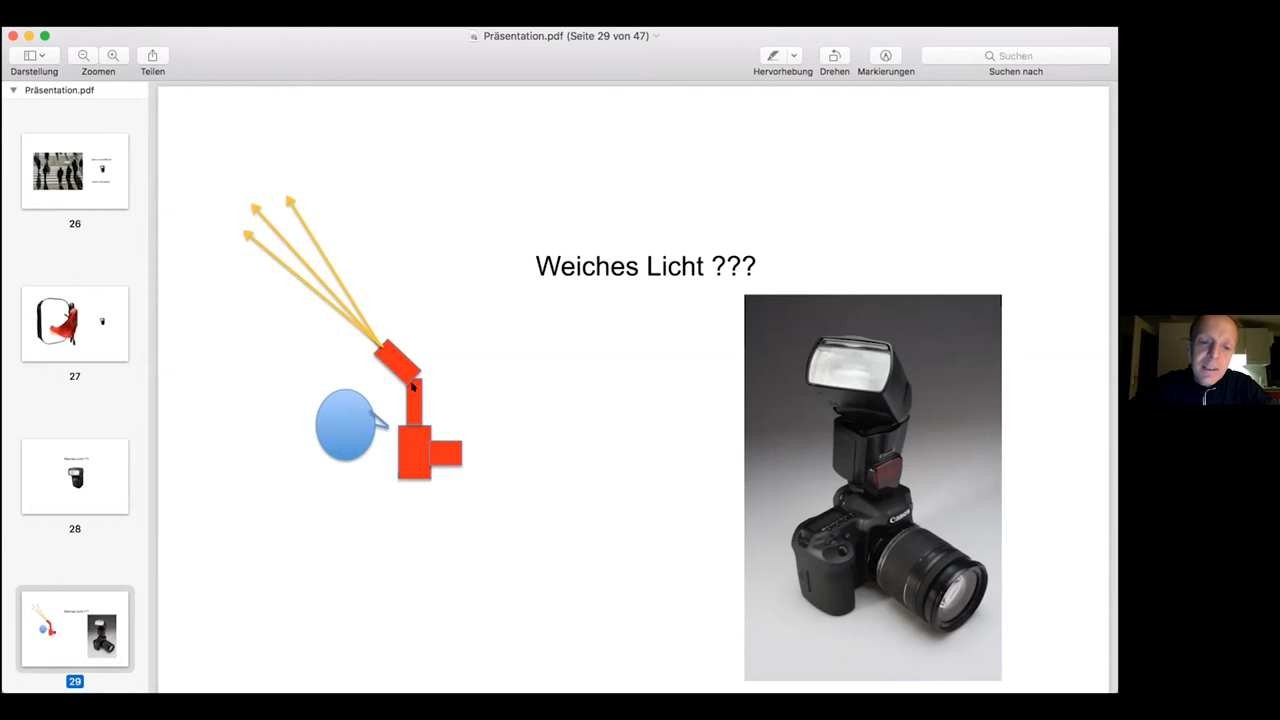 Präsentation.pdf (Seite 29 von 47)
Darstellung
Zoomen
Teilen
Hervorhebung
Drehen
Markierungen
Suchen
Suchen nach
Präsentation.pdf
26
27
28
29
Weiches Licht ???
Canon